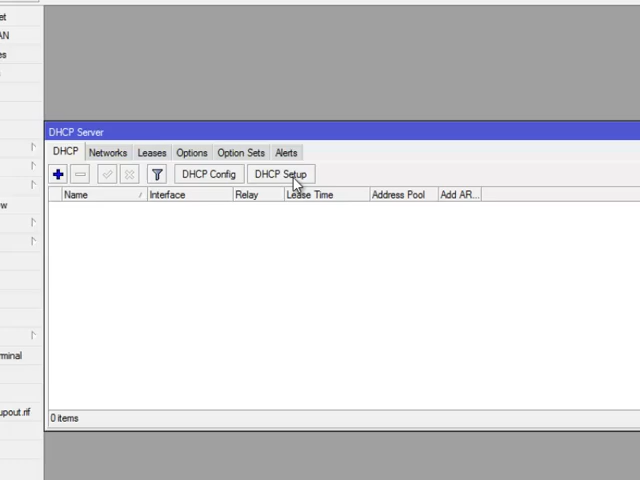 et
AN
es
DHCP Server
DHCP Networks Leases Options Option Sets Alerts
DHCP Config DHCP Setup
Name Interface Relay Lease Time Address Pool Add AR...
ew
rminal
upout.rif
0 items